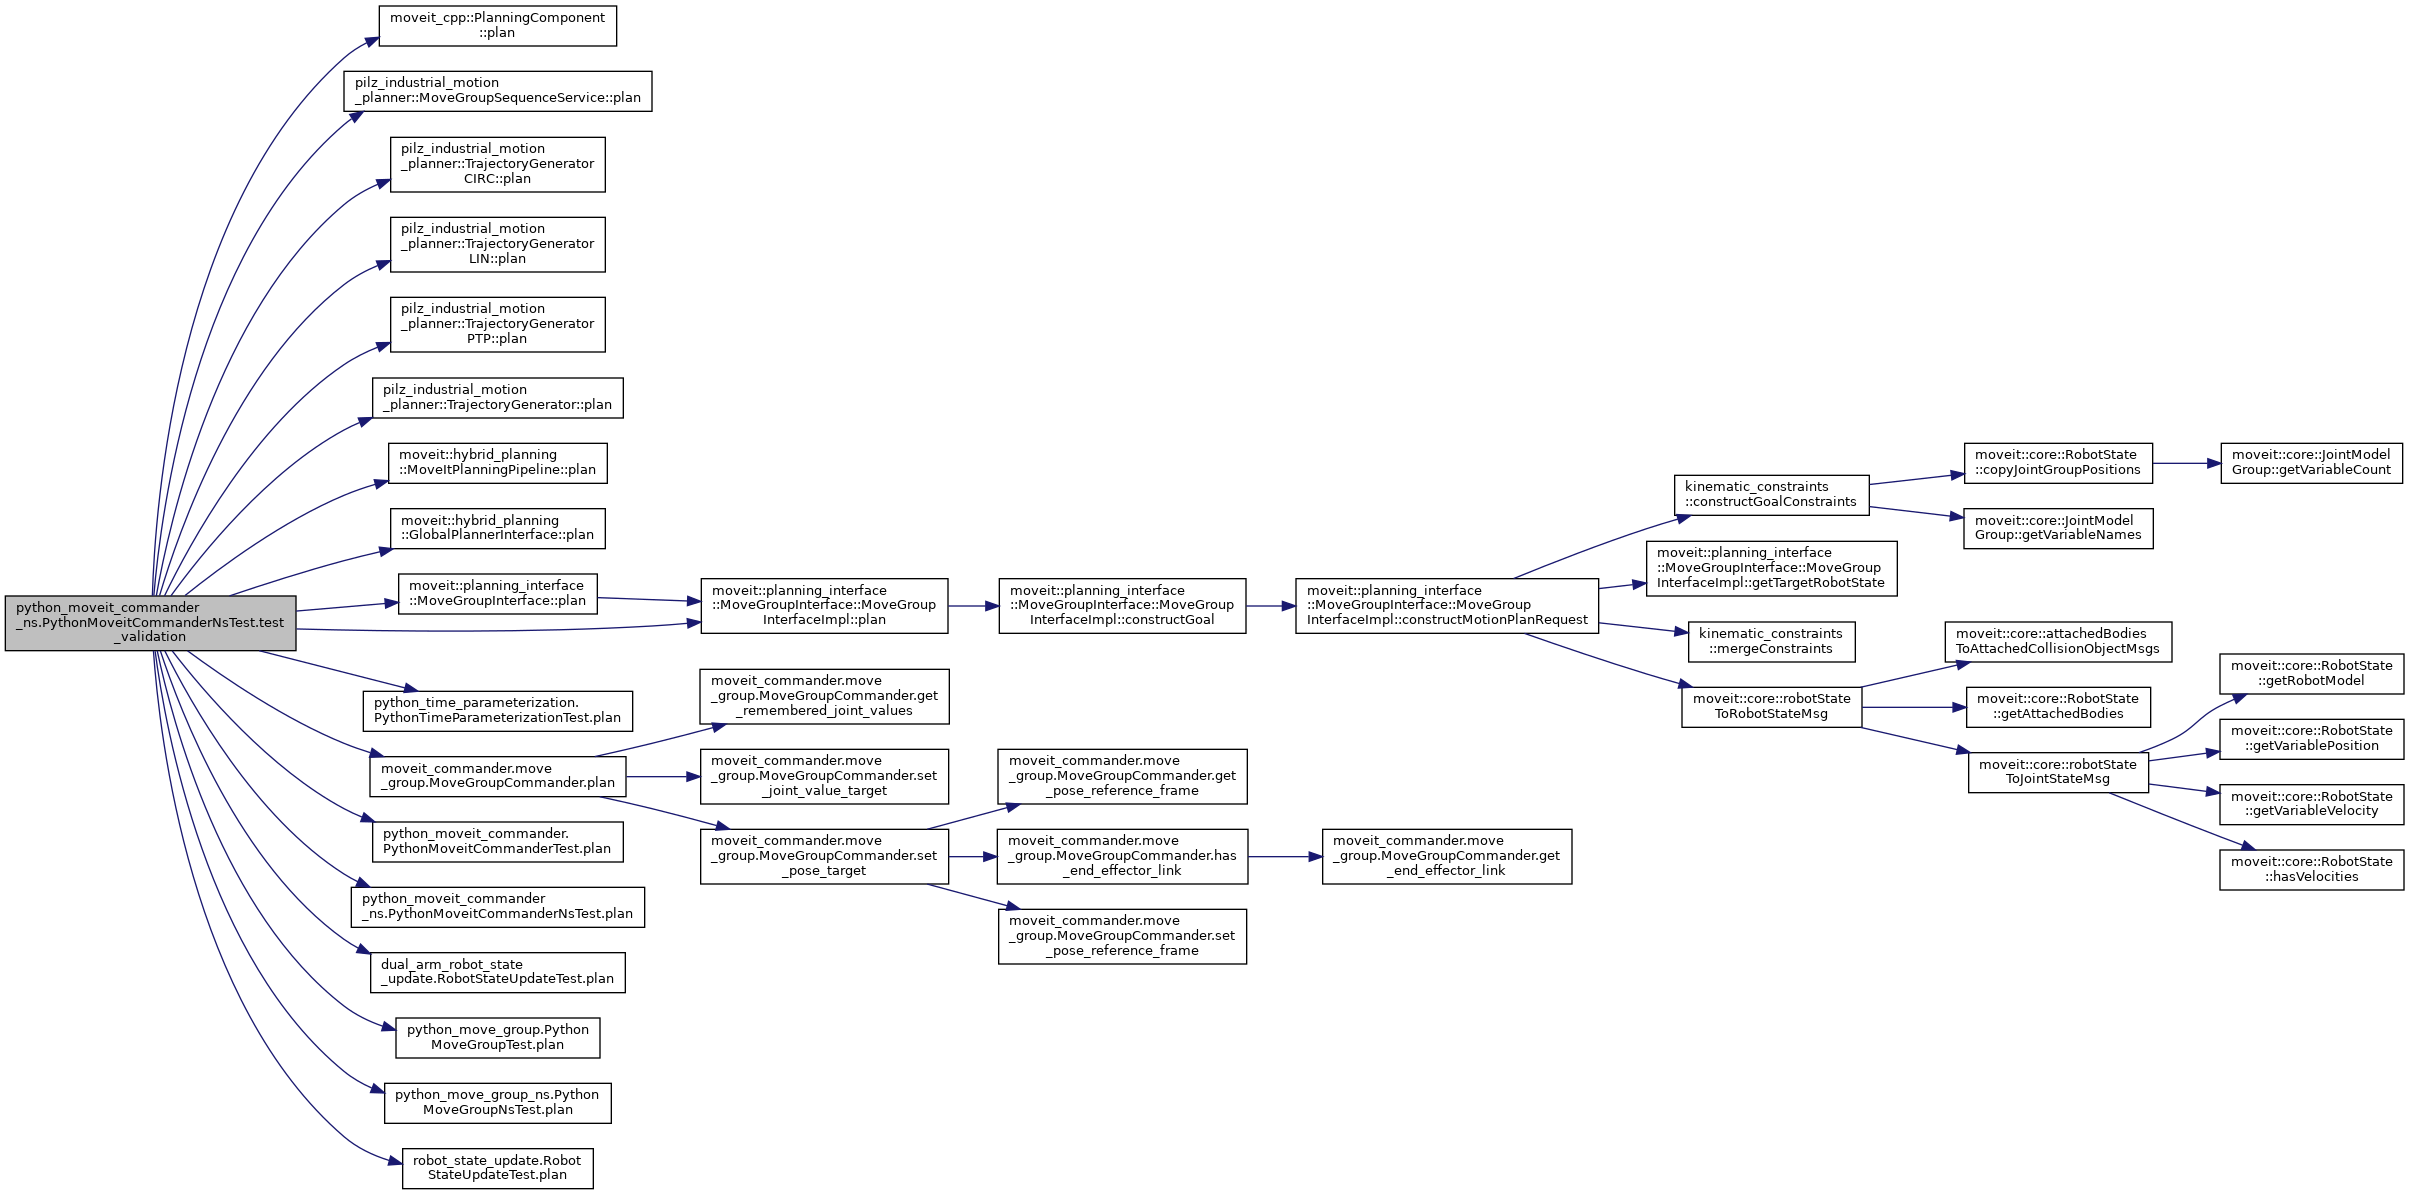 moveit_cpp::PlanningComponent
::plan
pilz_industrial_motion
_planner::MoveGroupSequenceService::plan
pilz_industrial_motion
_planner::TrajectoryGenerator
CIRC::plan
pilz_industrial_motion
_planner::TrajectoryGenerator
LIN::plan
pilz_industrial_motion
_planner::TrajectoryGenerator
PTP::plan
pilz_industrial_motion
_planner::TrajectoryGenerator::plan
moveit::hybrid_planning
::MoveItPlanningPipeline::plan
moveit::hybrid_planning
::GlobalPlannerInterface::plan
moveit::planning_interface
::MoveGroupInterface::plan
python_moveit_commander
_ns.PythonMoveitCommanderNsTest.test
_validation
python_time_parameterization.
PythonTimeParameterizationTest.plan
moveit_commander.move
_group.MoveGroupCommander.plan
python_moveit_commander.
PythonMoveitCommanderTest.plan
python_moveit_commander
_ns.PythonMoveitCommanderNsTest.plan
dual_arm_robot_state
_update.RobotStateUpdateTest.plan
python_move_group.Python
MoveGroupTest.plan
python_move_group_ns.Python
MoveGroupNsTest.plan
robot_state_update.Robot
StateUpdateTest.plan
moveit::planning_interface
::MoveGroupInterface::MoveGroup
InterfaceImpl::plan
moveit_commander.move
_group.MoveGroupCommander.get
_remembered_joint_values
moveit_commander.move
_group.MoveGroupCommander.set
_joint_value_target
moveit_commander.move
_group.MoveGroupCommander.set
_pose_target
moveit::planning_interface
::MoveGroupInterface::MoveGroup
InterfaceImpl::constructGoal
moveit_commander.move
_group.MoveGroupCommander.get
_pose_reference_frame
moveit_commander.move
_group.MoveGroupCommander.has
_end_effector_link
moveit_commander.move
_group.MoveGroupCommander.set
_pose_reference_frame
moveit::planning_interface
::MoveGroupInterface::MoveGroup
InterfaceImpl::constructMotionPlanRequest
moveit_commander.move
_group.MoveGroupCommander.get
_end_effector_link
kinematic_constraints
::constructGoalConstraints
moveit::planning_interface
::MoveGroupInterface::MoveGroup
InterfaceImpl::getTargetRobotState
kinematic_constraints
::mergeConstraints
moveit::core::robotState
ToRobotStateMsg
moveit::core::RobotState
::copyJointGroupPositions
moveit::core::JointModel
Group::getVariableNames
moveit::core::attachedBodies
ToAttachedCollisionObjectMsgs
moveit::core::RobotState
::getAttachedBodies
moveit::core::robotState
ToJointStateMsg
moveit::core::JointModel
Group::getVariableCount
moveit::core::RobotState
::getRobotModel
moveit::core::RobotState
::getVariablePosition
moveit::core::RobotState
::getVariableVelocity
moveit::core::RobotState
::hasVelocities